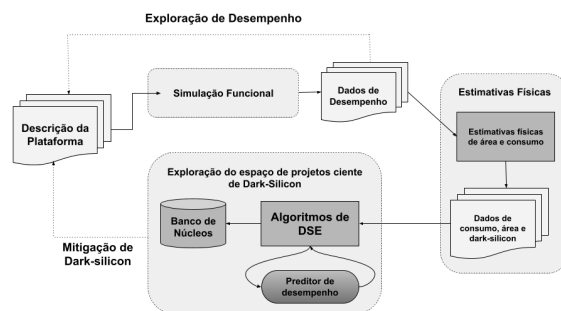 Exploração de Desempenho
Simulação Funcional
Dados de
Desempenho
Estimativas Físicas
Descrição da
Plataforma
Estimativas físicas
de área e consumo
Exploração do espaço de projetos ciente
de Dark-Silicon
Banco de
Núcleos
Algoritmos de
DSE
Dados de
consumo, área e
dark-silicon
Mitigação de
Dark-silicon
Preditor de
desempenho